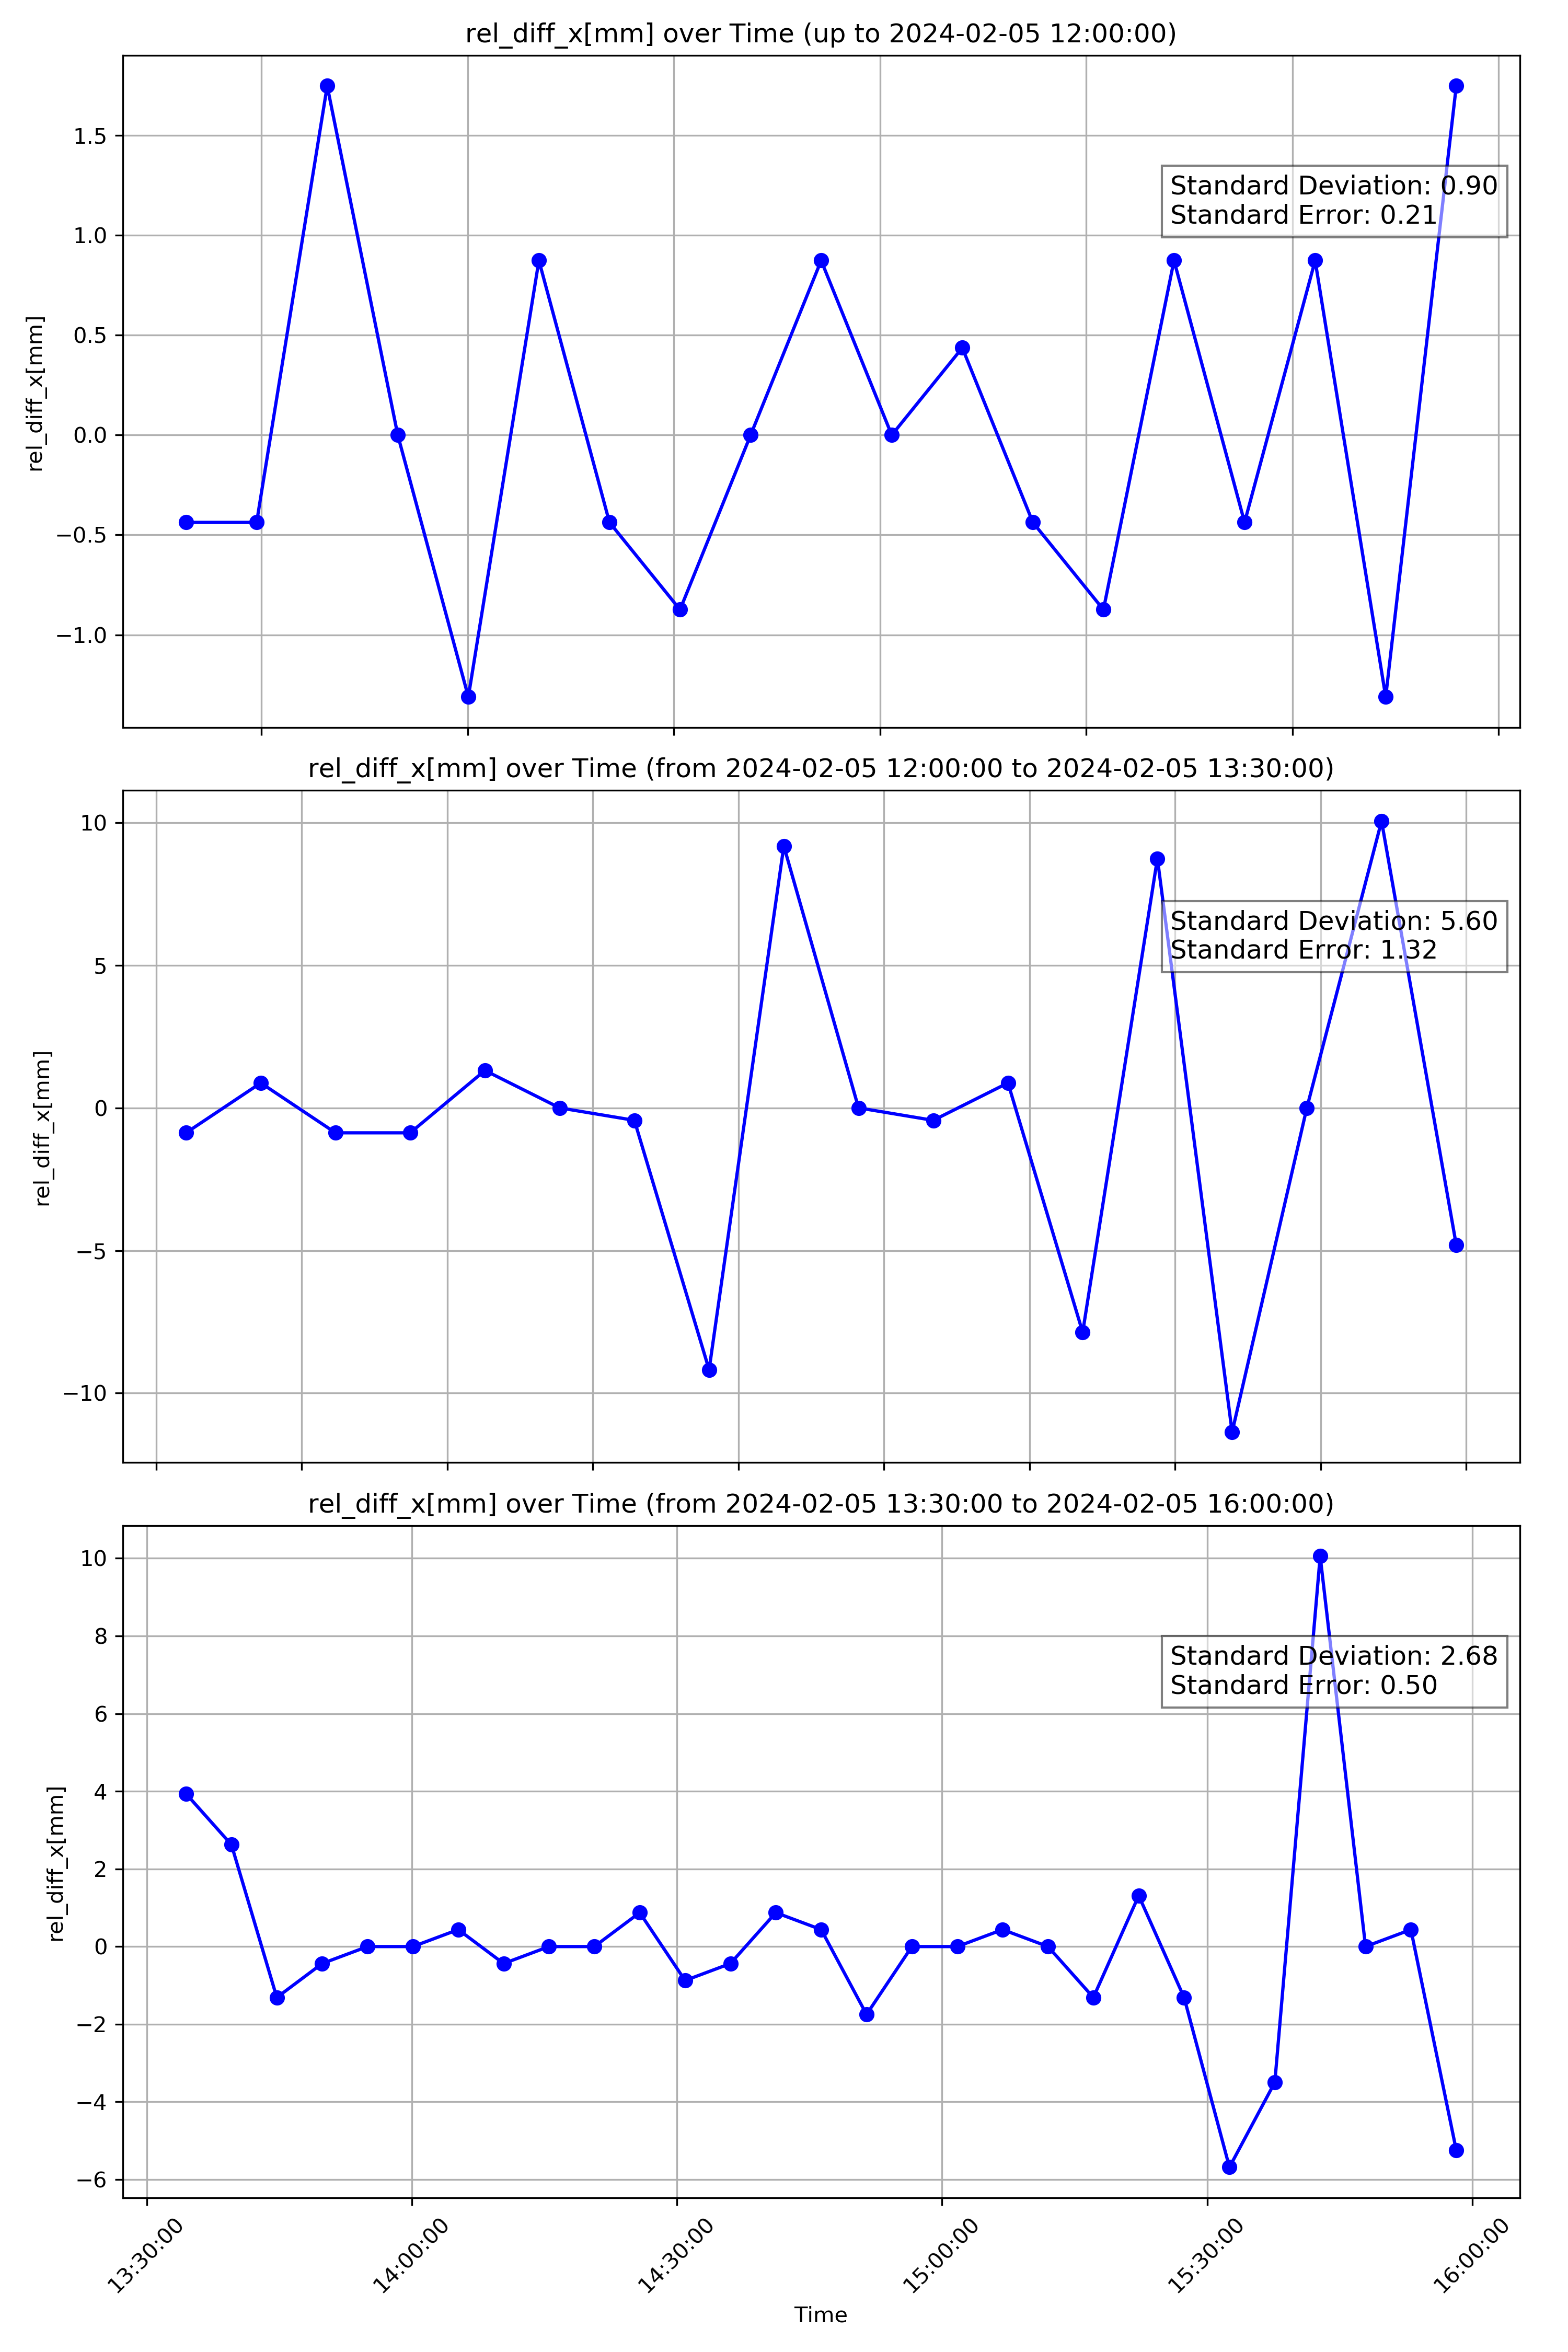 rel_diff_x[mm] over Time (up to 2024-02-05 12:00:00)
rel_diff_x[mm]
1.5
1.0
0.5
0.0
−0.5
−1.0
Standard Deviation: 0.90
Standard Error: 0.21
rel_diff_x[mm] over Time (from 2024-02-05 12:00:00 to 2024-02-05 13:30:00)
rel_diff_x[mm]
10
5
0
−5
−10
Standard Deviation: 5.60
Standard Error: 1.32
rel_diff_x[mm] over Time (from 2024-02-05 13:30:00 to 2024-02-05 16:00:00)
rel_diff_x[mm]
10
8
6
4
2
0
−2
−4
−6
Standard Deviation: 2.68
Standard Error: 0.50
13:30:00
14:00:00
14:30:00
15:00:00
15:30:00
16:00:00
Time